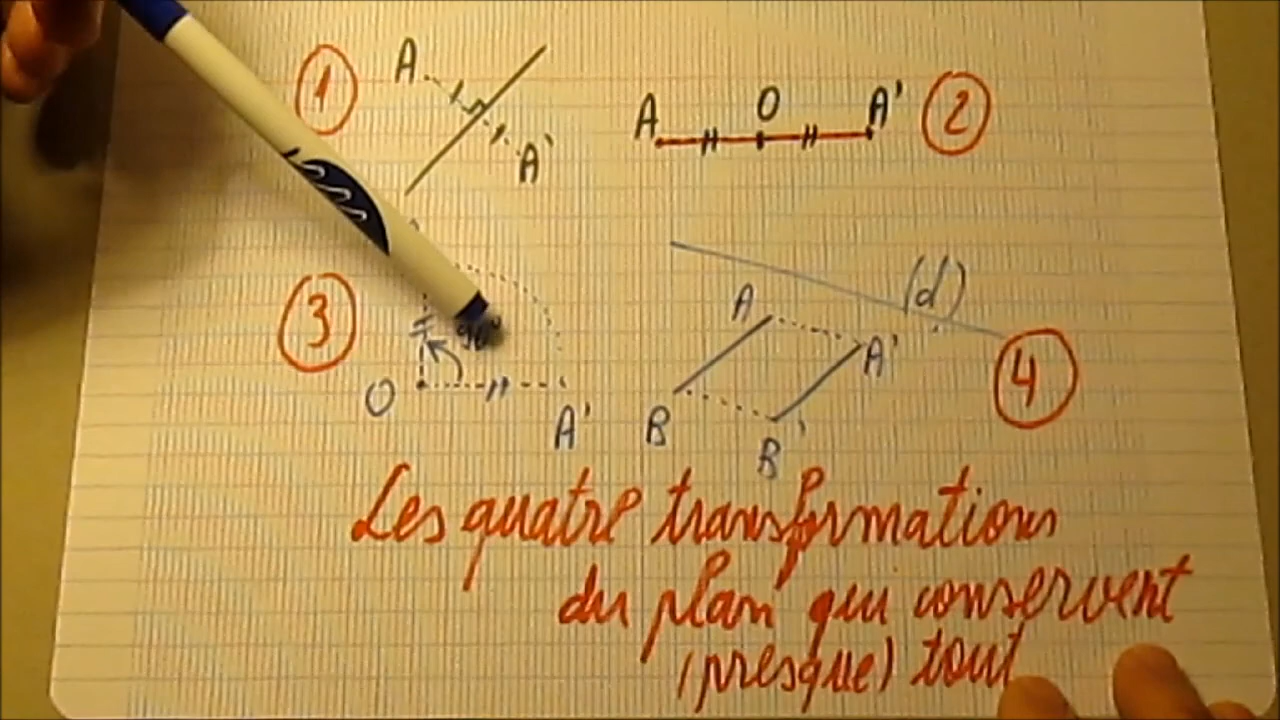 1
A
A'
A O A' 2
3
90°
O
A'
(d)
A
A'
B
B'
4
Les quatre transformations
du plan qui conservent
(presque) tout